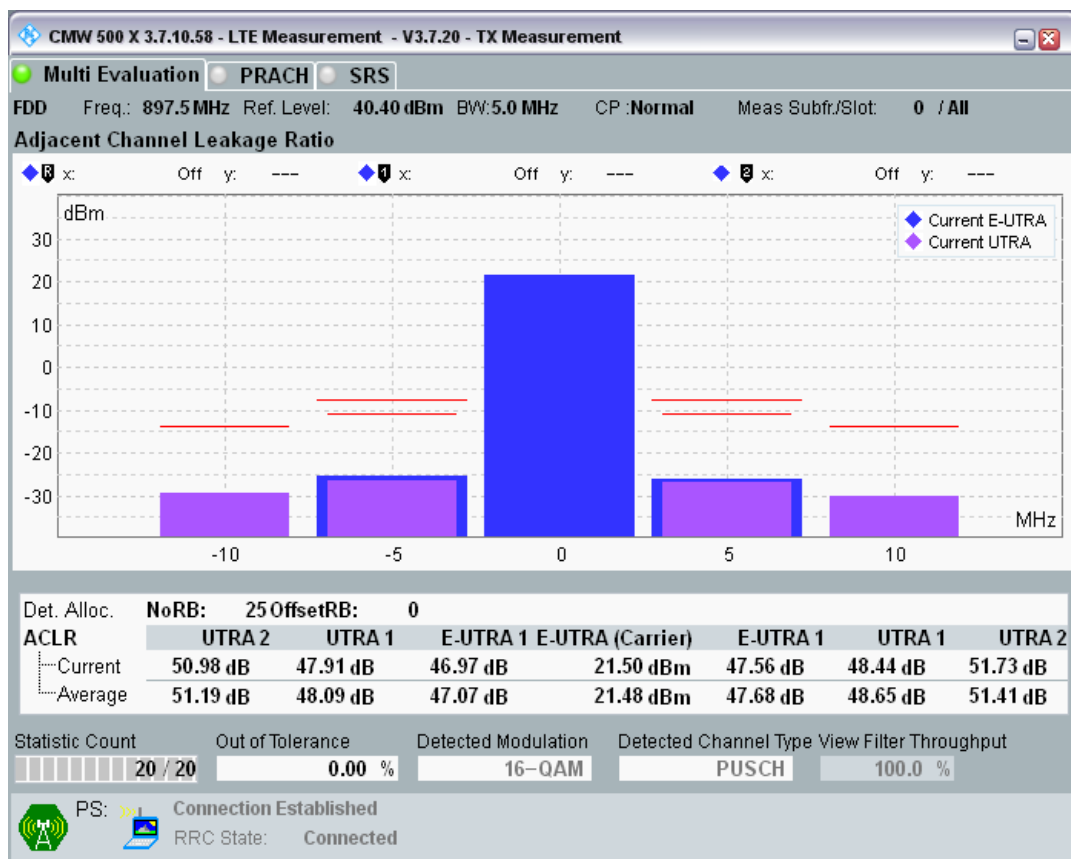 CMW 500 X 3.7.10.58 - LTE Measurement - V3.7.20 - TX Measurement
Multi Evaluation PRACH SRS
FDD Freq.: 897.5 MHz Ref. Level: 40.40 dBm BW:5.0 MHz CP :Normal Meas Subfr./Slot: 0 / All
Adjacent Channel Leakage Ratio
R x: Off y: --- 1 x: Off y: --- 2 x: Off y: ---
dBm
Current E-UTRA
Current UTRA
30
20
10
0
-10
-20
-30
MHz
-10 -5 0 5 10
Det. Alloc. NoRB: 25 OffsetRB: 0
ACLR UTRA 2 UTRA 1 E-UTRA 1 E-UTRA (Carrier) E-UTRA 1 UTRA 1 UTRA 2
Current 50.98 dB 47.91 dB 46.97 dB 21.50 dBm 47.56 dB 48.44 dB 51.73 dB
Average 51.19 dB 48.09 dB 47.07 dB 21.48 dBm 47.68 dB 48.65 dB 51.41 dB
Statistic Count Out of Tolerance Detected Modulation Detected Channel Type View Filter Throughput
20 / 20 0.00 % 16-QAM PUSCH 100.0 %
PS: Connection Established
RRC State: Connected